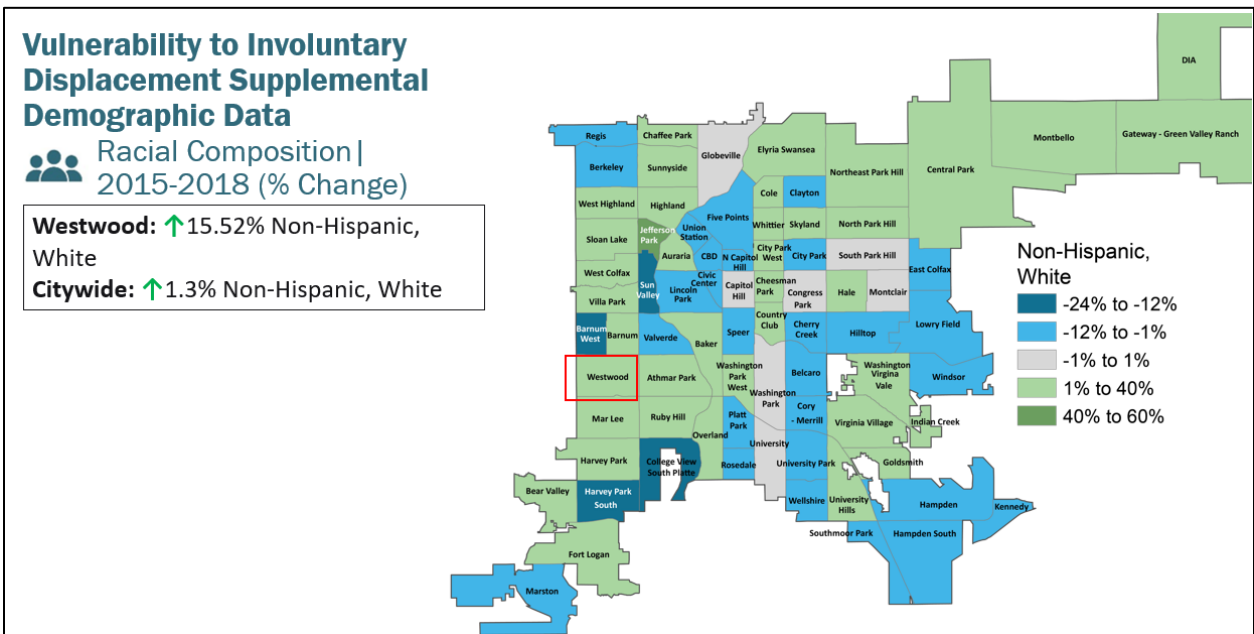 Vulnerability to Involuntary
Displacement Supplemental
Demographic Data
Racial Composition|
2015-2018 (% Change)
Westwood: ↑15.52% Non-Hispanic,
White
Citywide: ↑1.3% Non-Hispanic, White
DIA
Regis
Chaffee Park
Globeville
Elyria Swansea
Montbello
Gateway - Green Valley Ranch
Berkeley
Sunnyside
Northeast Park Hill
Central Park
West Highland
Highland
Cole
Clayton
Five Points
Sloan Lake
Jefferson
Park
Union
Station
Whittier
Skyland
North Park Hill
Auraria
CBD
N Capitol
Hill
City Park
West
City Park
South Park Hill
West Colfax
Sun
Valley
Civic
Center
Lincoln
Park
Capitol
Hill
Cheesman
Park
Congress
Park
Hale
Montclair
East Colfax
Villa Park
Country
Club
Barnum
West
Barnum
Valverde
Baker
Speer
Cherry
Creek
Hilltop
Lowry Field
Westwood
Athmar Park
Washington
Park
West
Washington
Park
Belcaro
Washington
Virgina
Vale
Windsor
Mar Lee
Ruby Hill
Overland
Platt
Park
Cory
- Merrill
Virginia Village
Indian Creek
University
Harvey Park
College View
South Platte
Rosedale
University Park
Goldsmith
Bear Valley
Harvey Park
South
Wellshire
University
Hills
Hampden
Kennedy
Southmoor Park
Hampden South
Fort Logan
Marston
Non-Hispanic,
White
-24% to -12%
-12% to -1%
-1% to 1%
1% to 40%
40% to 60%